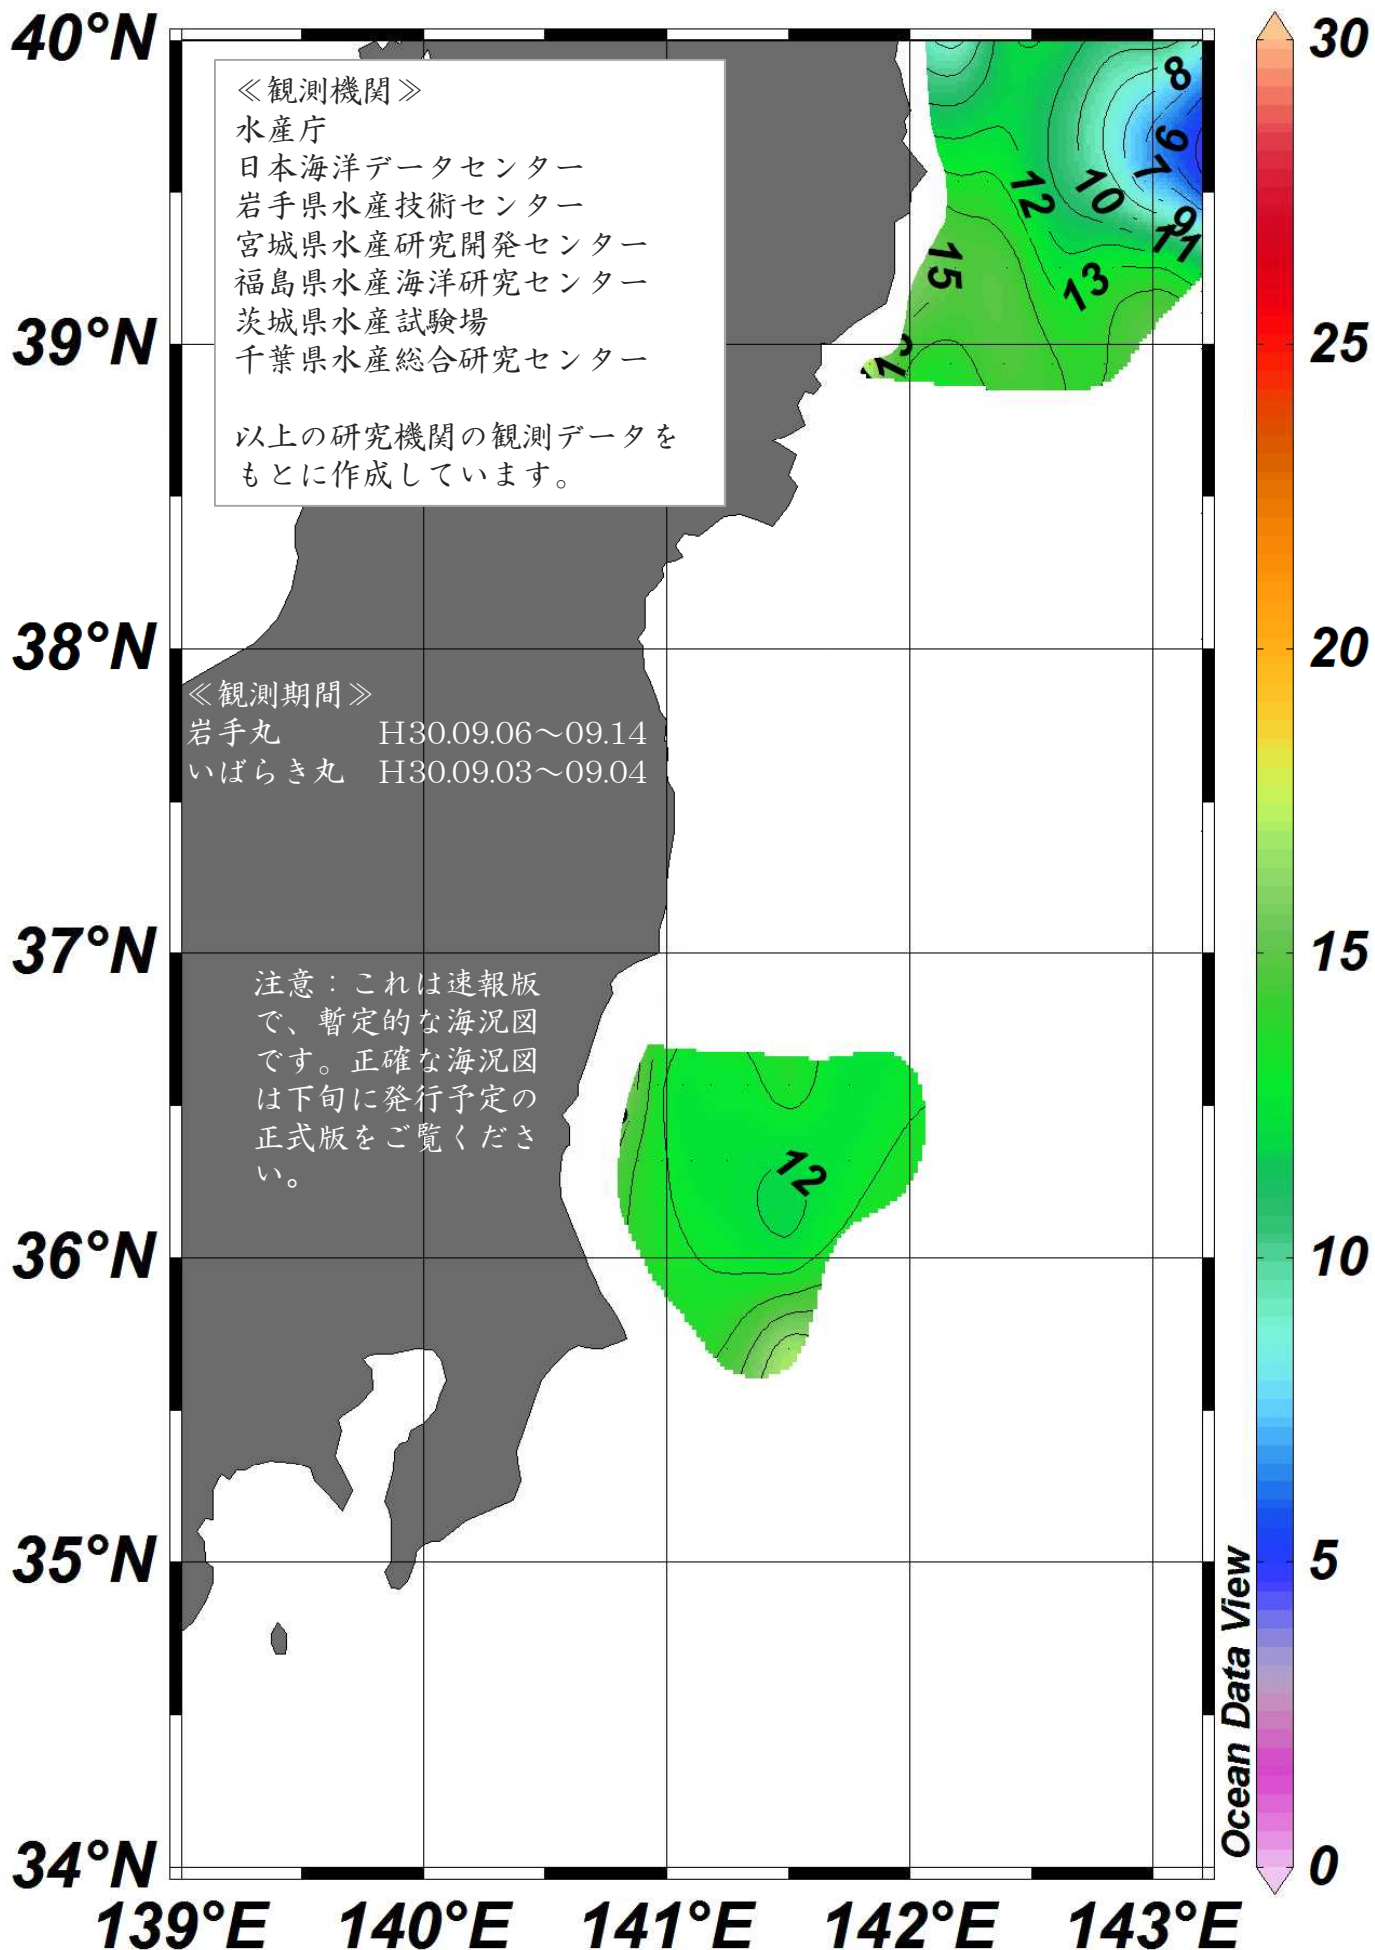 40°N
39°N
38°N
37°N
36°N
35°N
34°N
139°E 140°E 141°E 142°E 143°E
≪観測機関≫
水産庁
日本海洋データセンター
岩手県水産技術センター
宮城県水産研究開発センター
福島県水産海洋研究センター
茨城県水産試験場
千葉県水産総合研究センター
以上の研究機関の観測データを
もとに作成しています。
≪観測期間≫
岩手丸 H30.09.06～09.14
いばらき丸 H30.09.03～09.04
注意：これは速報版
で、暫定的な海況図
です。正確な海況図
は下旬に発行予定の
正式版をご覧くださ
い。
8
6
7
9
10
11
12
13
15
12
30
25
20
15
10
5
0
Ocean Data View